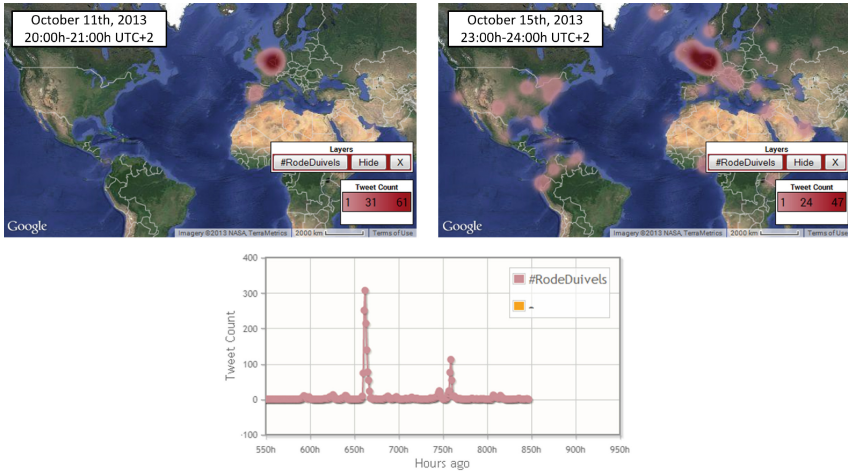 October 11th, 2013
20:00h-21:00h UTC+2
Layers
#RodeDuivels Hide X
Tweet Count
1 31 61
Google
Imagery ©2013 NASA, TerraMetrics 2000 km Terms of Use
October 15th, 2013
23:00h-24:00h UTC+2
Layers
#RodeDuivels Hide X
Tweet Count
1 24 47
Google
Imagery ©2013 NASA, TerraMetrics 2000 km Terms of Use
400
300
200
100
0
-100
Tweet Count
#RodeDuivels
-
550h 600h 650h 700h 750h 800h 850h 900h 950h
Hours ago